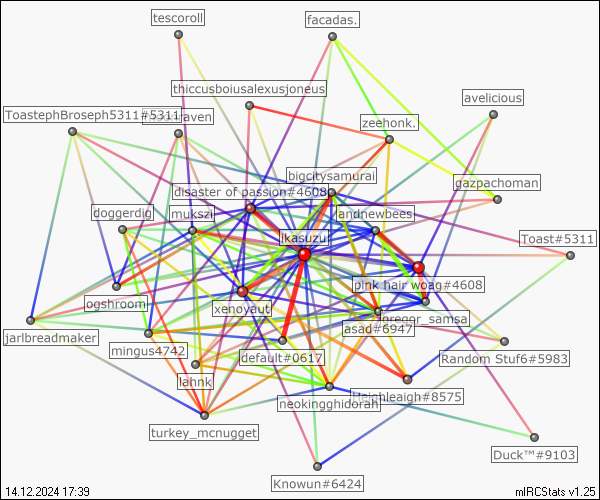 tescoroll
facadas.
thiccusboiusalexusjoneus
avelicious
ToastephBroseph5311#5311
raven
zeehonk.
bigcitysamurai
gazpachoman
disaster of passion#4608
doggerdig
mukszi
landnewbees
ikasuzu
Toast#5311
pink hair woag#4608
ogshroom
xenoyaut
gregor_samsa
asad#6947
jarlbreadmaker
mingus4742
default#0617
Random Stuf6#5983
lahnk
Heighleaigh#8575
neokingghidorah
turkey_mcnugget
Duck™#9103
Knowun#6424
14.12.2024 17:39
mIRCStats v1.25